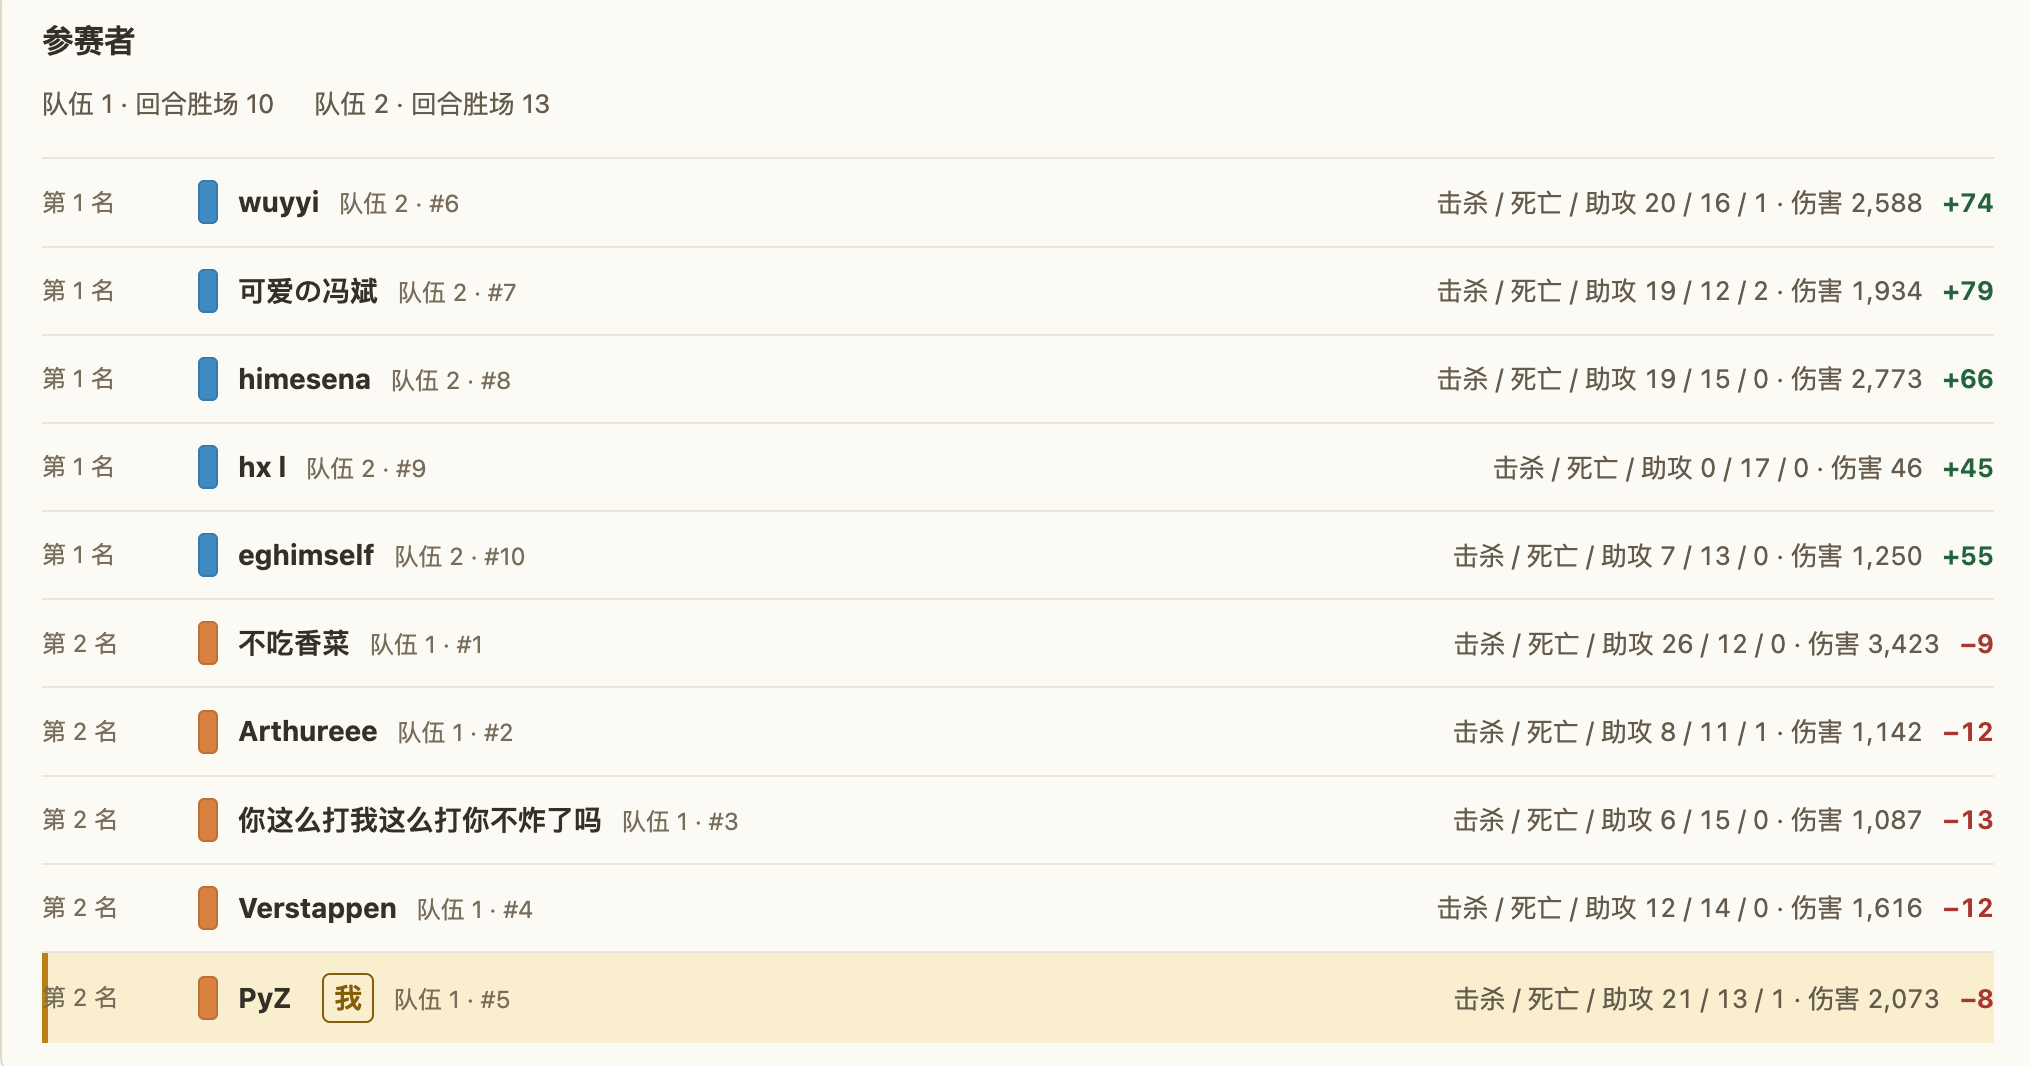 参赛者
队伍 1 · 回合胜场 10 队伍 2 · 回合胜场 13
第 1 名 wuyyi 队伍 2 · #6 击杀 / 死亡 / 助攻 20 / 16 / 1 · 伤害 2,588 +74
第 1 名 可爱の冯斌 队伍 2 · #7 击杀 / 死亡 / 助攻 19 / 12 / 2 · 伤害 1,934 +79
第 1 名 himesena 队伍 2 · #8 击杀 / 死亡 / 助攻 19 / 15 / 0 · 伤害 2,773 +66
第 1 名 hx l 队伍 2 · #9 击杀 / 死亡 / 助攻 0 / 17 / 0 · 伤害 46 +45
第 1 名 eghimself 队伍 2 · #10 击杀 / 死亡 / 助攻 7 / 13 / 0 · 伤害 1,250 +55
第 2 名 不吃香菜 队伍 1 · #1 击杀 / 死亡 / 助攻 26 / 12 / 0 · 伤害 3,423 −9
第 2 名 Arthureee 队伍 1 · #2 击杀 / 死亡 / 助攻 8 / 11 / 1 · 伤害 1,142 −12
第 2 名 你这么打我这么打你不炸了吗 队伍 1 · #3 击杀 / 死亡 / 助攻 6 / 15 / 0 · 伤害 1,087 −13
第 2 名 Verstappen 队伍 1 · #4 击杀 / 死亡 / 助攻 12 / 14 / 0 · 伤害 1,616 −12
第 2 名 PyZ 我 队伍 1 · #5 击杀 / 死亡 / 助攻 21 / 13 / 1 · 伤害 2,073 −8